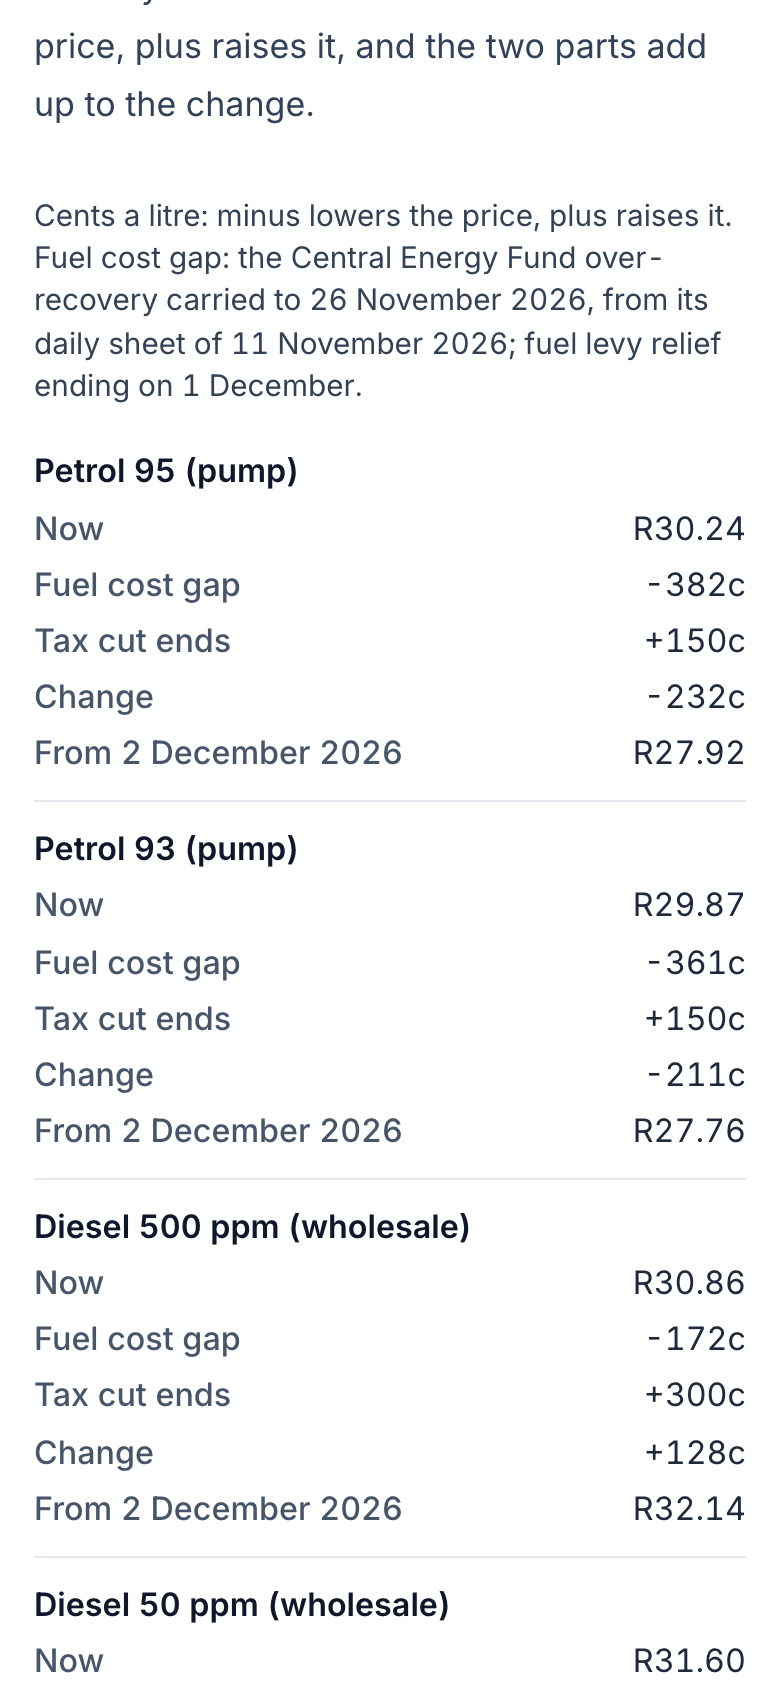 price, plus raises it, and the two parts add
up to the change.
Cents a litre: minus lowers the price, plus raises it.
Fuel cost gap: the Central Energy Fund over-
recovery carried to 26 November 2026, from its
daily sheet of 11 November 2026; fuel levy relief
ending on 1 December.
Petrol 95 (pump)
Now R30.24
Fuel cost gap -382c
Tax cut ends +150c
Change -232c
From 2 December 2026 R27.92
Petrol 93 (pump)
Now R29.87
Fuel cost gap -361c
Tax cut ends +150c
Change -211c
From 2 December 2026 R27.76
Diesel 500 ppm (wholesale)
Now R30.86
Fuel cost gap -172c
Tax cut ends +300c
Change +128c
From 2 December 2026 R32.14
Diesel 50 ppm (wholesale)
Now R31.60